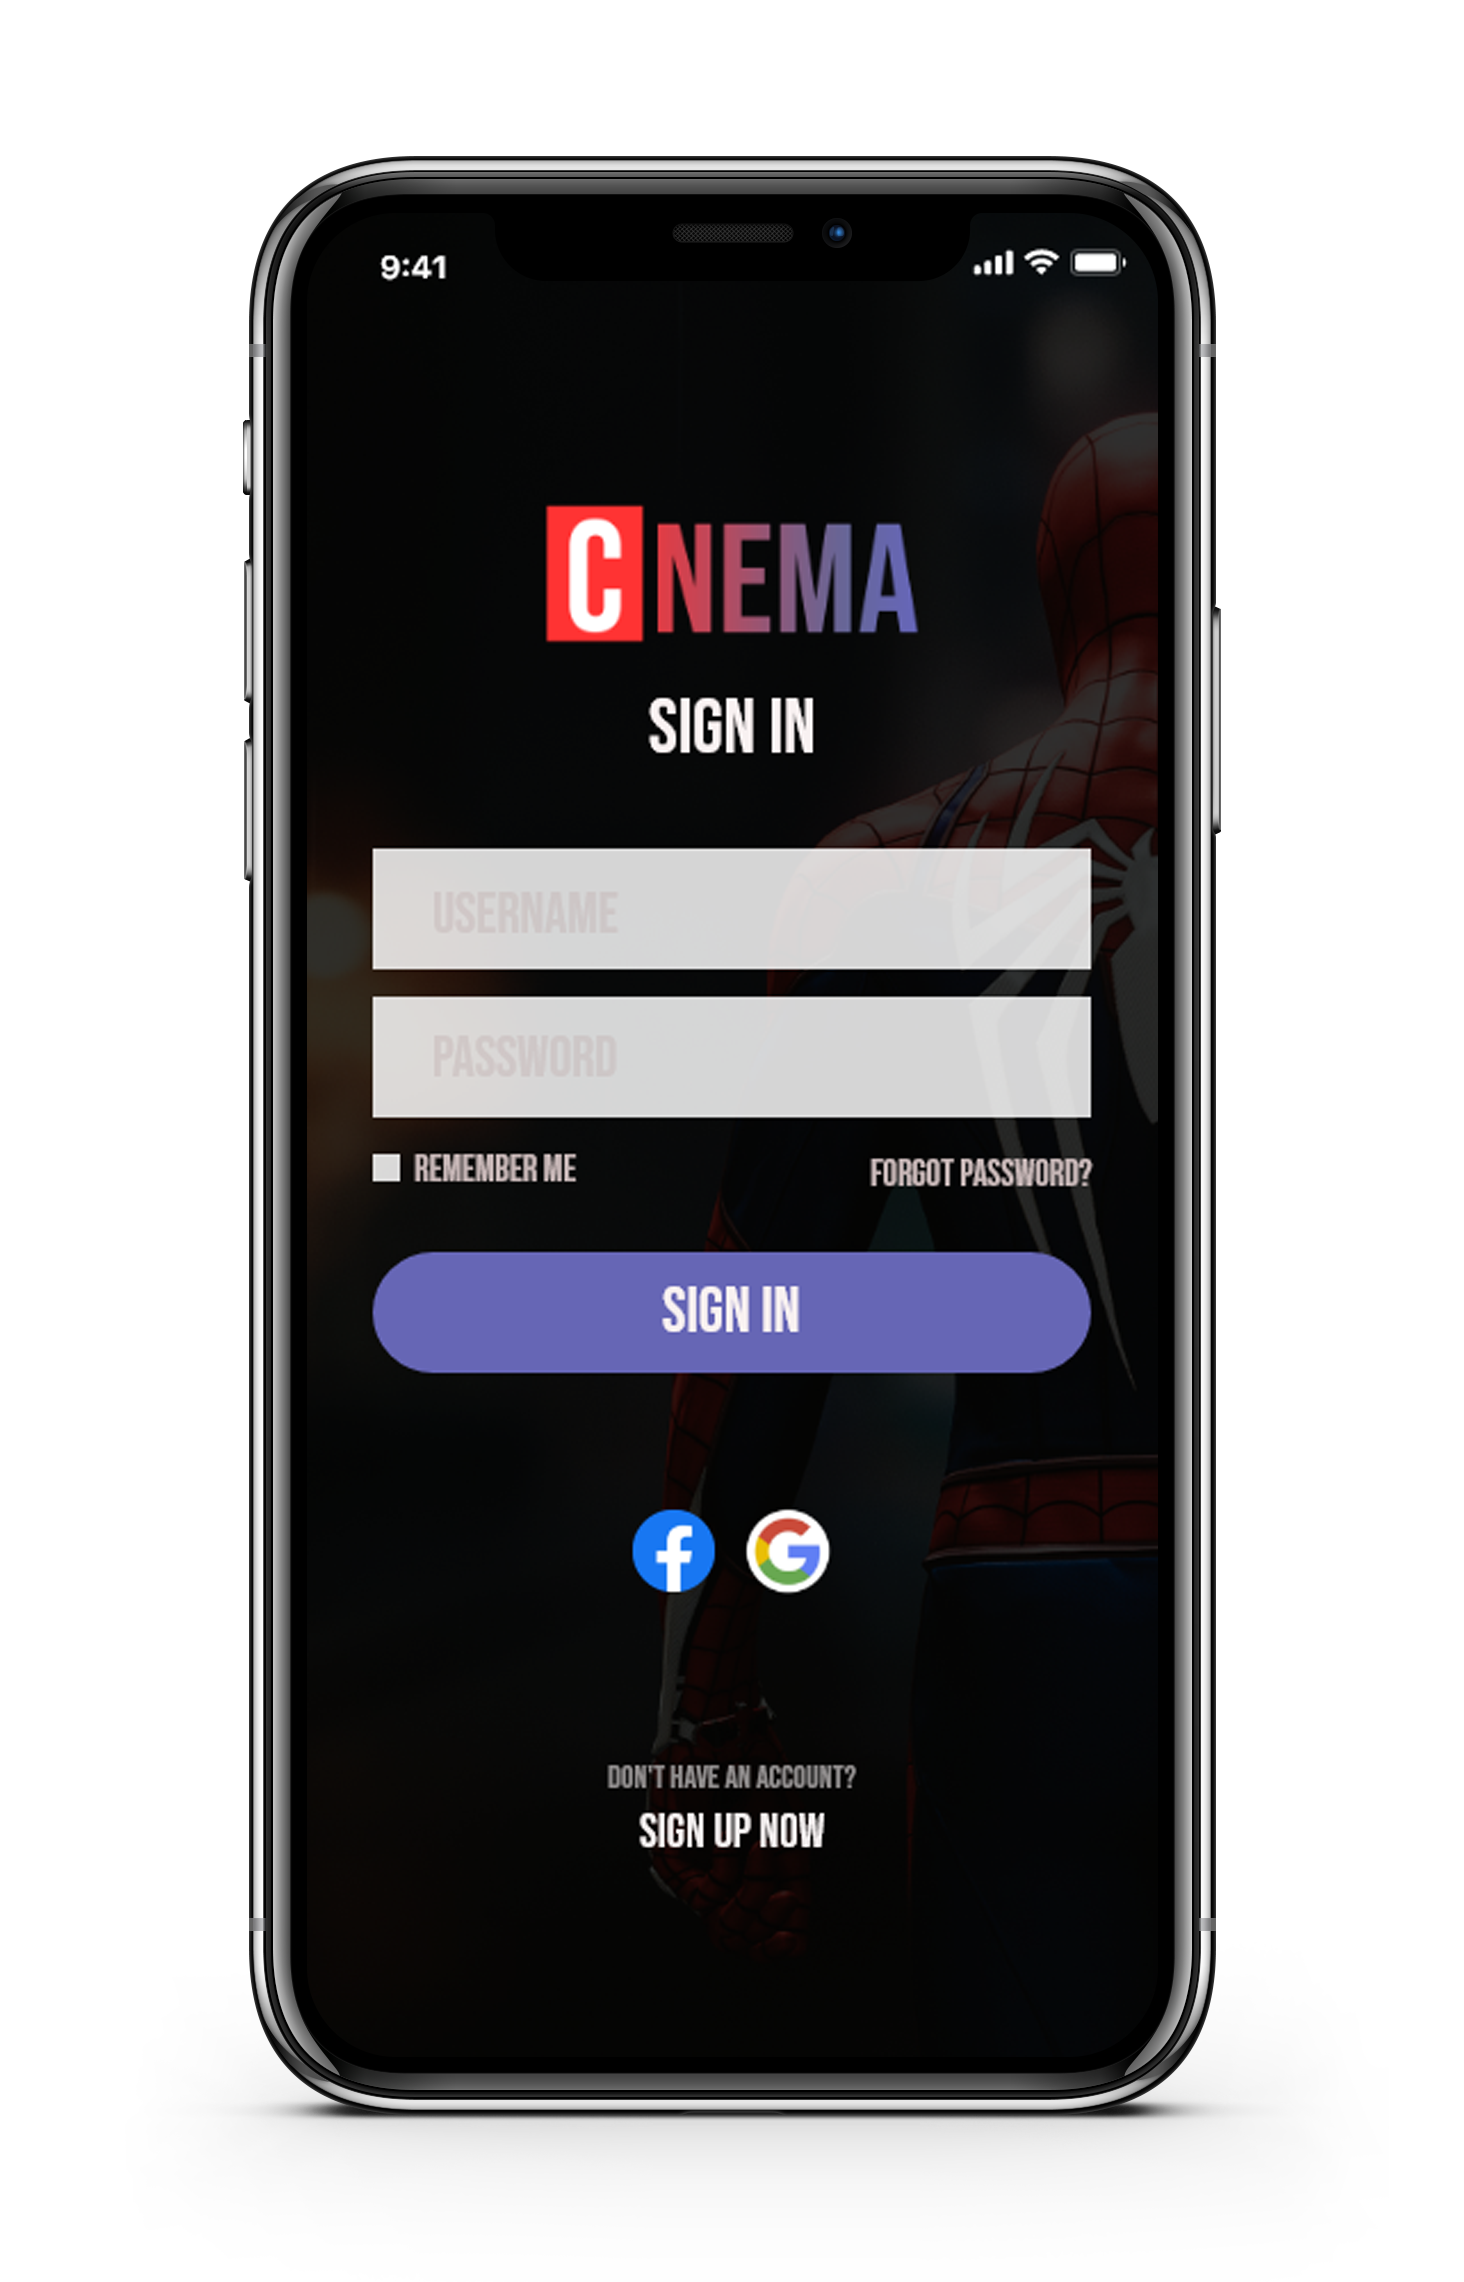 9:41
CNEMA
SIGN IN
USERNAME
PASSWORD
REMEMBER ME
FORGOT PASSWORD?
SIGN IN
DON'T HAVE AN ACCOUNT?
SIGN UP NOW